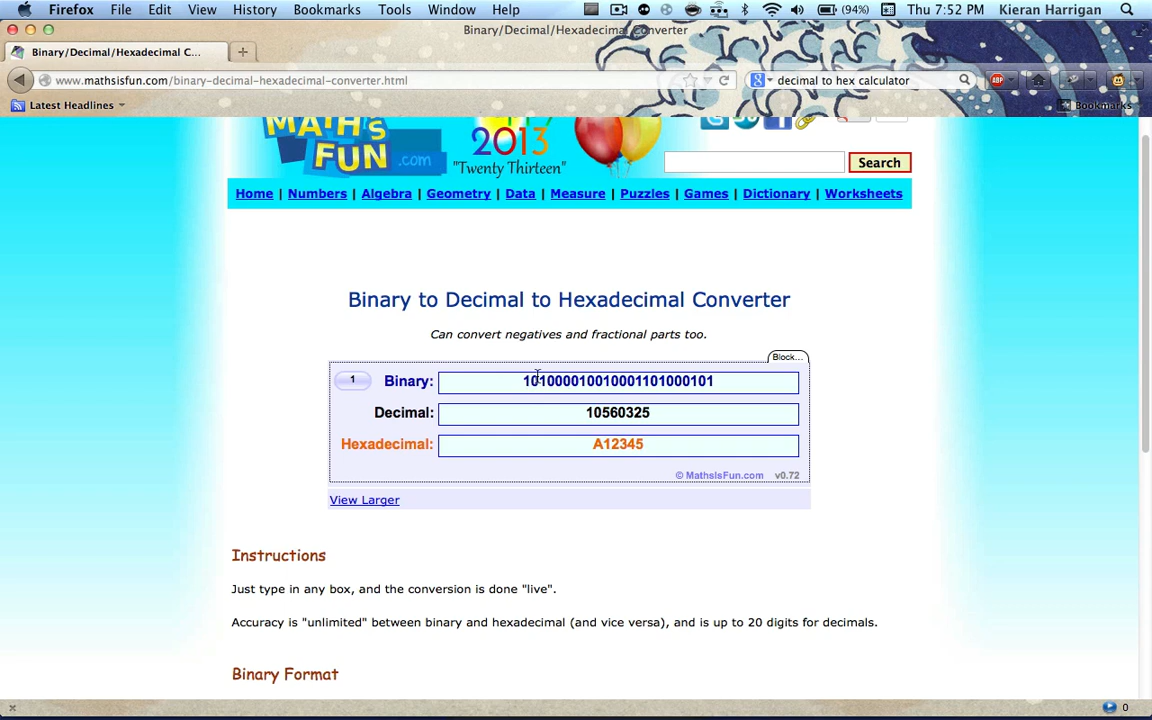 Firefox File Edit View History Bookmarks Tools Window Help (94%) Thu 7:52 PM Kieran Harrigan
Binary/Decimal/Hexadecimal Converter
Binary/Decimal/Hexadecimal C...
www.mathsisfun.com/binary-decimal-hexadecimal-converter.html decimal to hex calculator ABP
Latest Headlines Bookmarks
MATHS FUN .com
2013
"Twenty Thirteen"
Search
Home | Numbers | Algebra | Geometry | Data | Measure | Puzzles | Games | Dictionary | Worksheets
Binary to Decimal to Hexadecimal Converter
Can convert negatives and fractional parts too.
Block...
1 Binary: 101000010010001101000101
Decimal: 10560325
Hexadecimal: A12345
© MathsIsFun.com v0.72
View Larger
Instructions
Just type in any box, and the conversion is done "live".
Accuracy is "unlimited" between binary and hexadecimal (and vice versa), and is up to 20 digits for decimals.
Binary Format
0